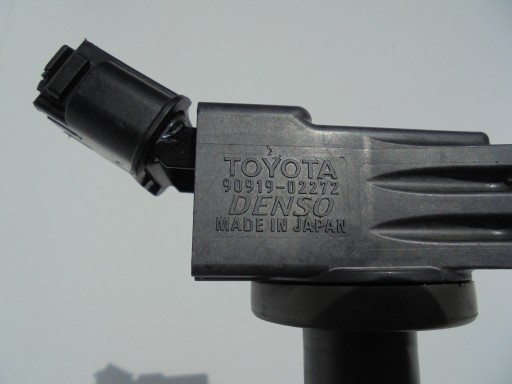 TOYOTA
90919-02272
DENSO
MADE IN JAPAN